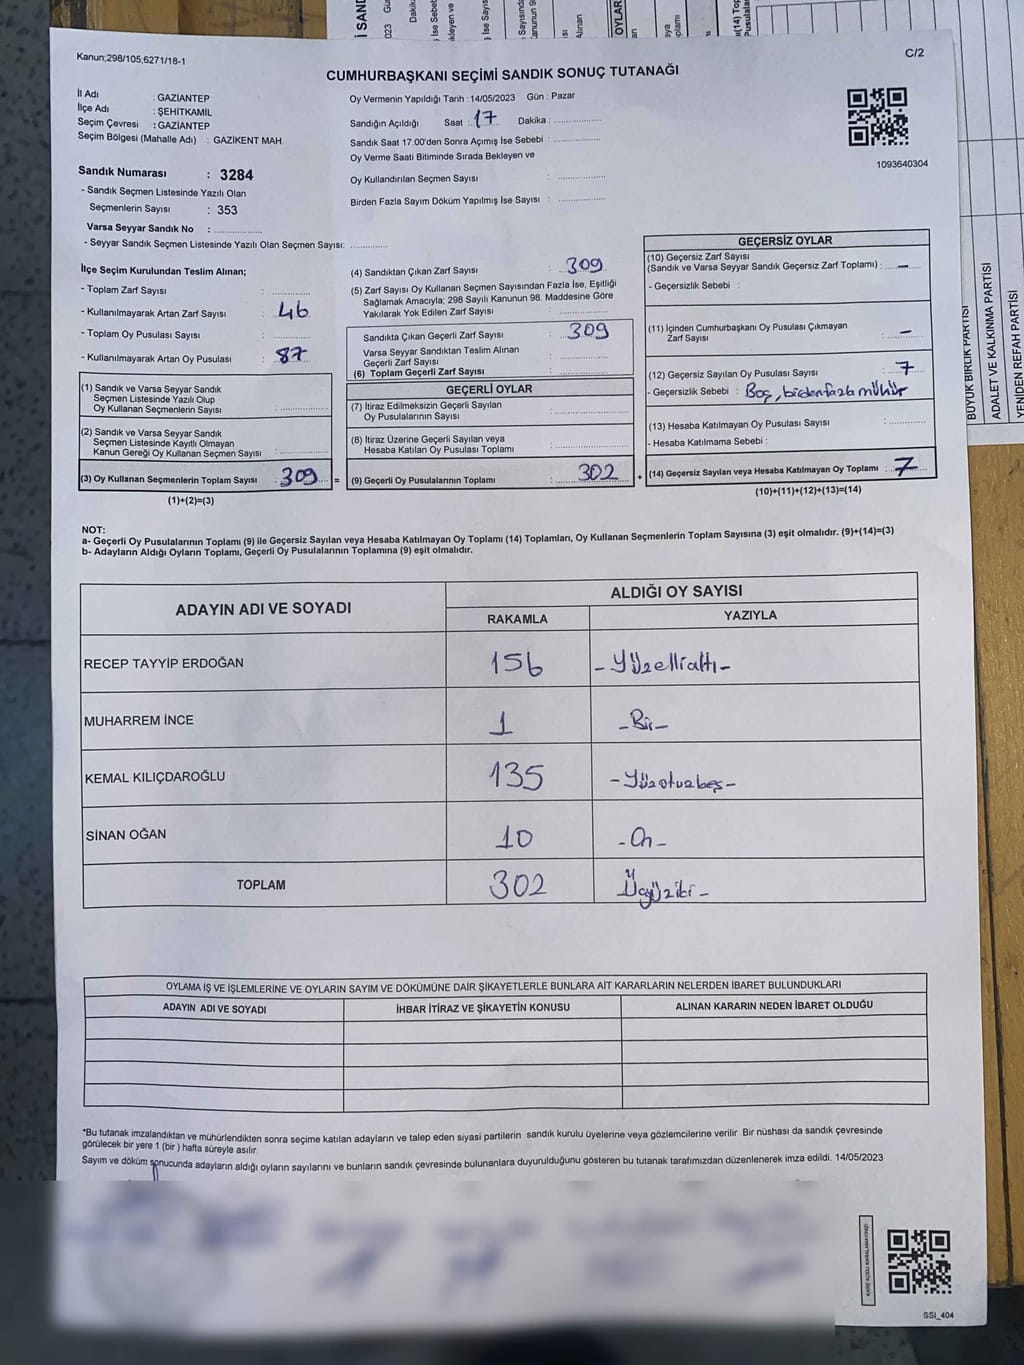 Kanun;298/105,6271/18-1
C/2
CUMHURBAŞKANI SEÇİMİ SANDIK SONUÇ TUTANAĞI
İl Adı : GAZİANTEP
İlçe Adı : ŞEHİTKAMİL
Seçim Çevresi : GAZİANTEP
Seçim Bölgesi (Mahalle Adı) : GAZİKENT MAH.
Oy Vermenin Yapıldığı Tarih :14/05/2023 Gün : Pazar
Sandığın Açıldığı Saat : 17 Dakika :
Sandık Saat 17.00'den Sonra Açımış İse Sebebi :
Oy Verme Saati Bitiminde Sırada Bekleyen ve
Oy Kullandırılan Seçmen Sayısı :
Birden Fazla Sayım Döküm Yapılmış İse Sayısı :
1093640304
Sandık Numarası : 3284
- Sandık Seçmen Listesinde Yazılı Olan
Seçmenlerin Sayısı : 353
Varsa Seyyar Sandık No :
- Seyyar Sandık Seçmen Listesinde Yazılı Olan Seçmen Sayısı:
İlçe Seçim Kurulundan Teslim Alınan;
- Toplam Zarf Sayısı :
- Kullanılmayarak Artan Zarf Sayısı : 46
- Toplam Oy Pusulası Sayısı :
- Kullanılmayarak Artan Oy Pusulası : 87
(1) Sandık ve Varsa Seyyar Sandık
Seçmen Listesinde Yazılı Olup
Oy Kullanan Seçmenlerin Sayısı :
(2) Sandık ve Varsa Seyyar Sandık
Seçmen Listesinde Kayıtlı Olmayan
Kanun Gereği Oy Kullanan Seçmen Sayısı :
(3) Oy Kullanan Seçmenlerin Toplam Sayısı : 309 =
(1)+(2)=(3)
(4) Sandıktan Çıkan Zarf Sayısı : 309
(5) Zarf Sayısı Oy Kullanan Seçmen Sayısından Fazla İse, Eşitliği
Sağlamak Amacıyla; 298 Sayılı Kanunun 98. Maddesine Göre
Yakılarak Yok Edilen Zarf Sayısı :
Sandıkta Çıkan Geçerli Zarf Sayısı : 309
Varsa Seyyar Sandıktan Teslim Alınan
Geçerli Zarf Sayısı :
(6) Toplam Geçerli Zarf Sayısı :
GEÇERLİ OYLAR
(7) İtiraz Edilmeksizin Geçerli Sayılan
Oy Pusulalarının Sayısı :
(8) İtiraz Üzerine Geçerli Sayılan veya
Hesaba Katılan Oy Pusulası Toplamı :
(9) Geçerli Oy Pusulalarının Toplamı : 302 +
GEÇERSİZ OYLAR
(10) Geçersiz Zarf Sayısı
(Sandık ve Varsa Seyyar Sandık Geçersiz Zarf Toplamı) : —
- Geçersizlik Sebebi :
(11) İçinden Cumhurbaşkanı Oy Pusulası Çıkmayan
Zarf Sayısı : —
(12) Geçersiz Sayılan Oy Pusulası Sayısı : 7
- Geçersizlik Sebebi : Boş, birden fazla mühür
(13) Hesaba Katılmayan Oy Pusulası Sayısı :
- Hesaba Katılmama Sebebi :
(14) Geçersiz Sayılan veya Hesaba Katılmayan Oy Toplamı : 7
(10)+(11)+(12)+(13)=(14)
NOT:
a- Geçerli Oy Pusulalarının Toplamı (9) ile Geçersiz Sayılan veya Hesaba Katılmayan Oy Toplamı (14) Toplamları, Oy Kullanan Seçmenlerin Toplam Sayısına (3) eşit olmalıdır. (9)+(14)=(3)
b- Adayların Aldığı Oyların Toplamı, Geçerli Oy Pusulalarının Toplamına (9) eşit olmalıdır.
ADAYIN ADI VE SOYADI
ALDIĞI OY SAYISI
RAKAMLA YAZIYLA
RECEP TAYYİP ERDOĞAN 156 - Yüzellialtı -
MUHARREM İNCE 1 - Bir -
KEMAL KILIÇDAROĞLU 135 - Yüzotuzbeş -
SİNAN OĞAN 10 - On -
TOPLAM 302 - Üçyüziki -
OYLAMA İŞ VE İŞLEMLERİNE VE OYLARIN SAYIM VE DÖKÜMÜNE DAİR ŞİKAYETLERLE BUNLARA AİT KARARLARIN NELERDEN İBARET BULUNDUKLARI
ADAYIN ADI VE SOYADI İHBAR İTİRAZ VE ŞİKAYETİN KONUSU ALINAN KARARIN NEDEN İBARET OLDUĞU
*Bu tutanak imzalandıktan ve mühürlendikten sonra seçime katılan adayların ve talep eden siyasi partilerin sandık kurulu üyelerine veya gözlemcilerine verilir. Bir nüshası da sandık çevresinde
görülecek bir yere 1 (bir ) hafta süreyle asılır.
Sayım ve döküm sonucunda adayların aldığı oyların sayılarını ve bunların sandık çevresinde bulunanlara duyurulduğunu gösteren bu tutanak tarafımızdan düzenlenerek imza edildi. 14/05/2023
SSI_404
BÜYÜK BİRLİK PARTİSİ
ADALET VE KALKINMA PARTİSİ
YENİDEN REFAH PARTİSİ